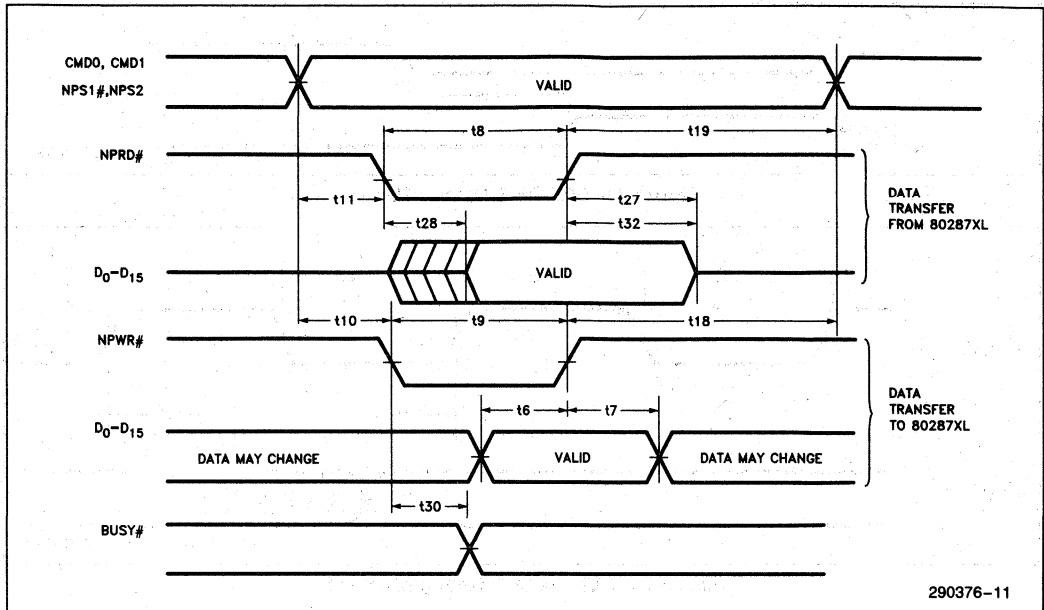 CMD0, CMD1
NPS1#,NPS2
VALID
t8
t19
NPRD#
t11
t27
t28
t32
DATA
TRANSFER
FROM 80287XL
D0-D15
VALID
t10
t9
t18
NPWR#
t6
t7
DATA
TRANSFER
TO 80287XL
D0-D15
DATA MAY CHANGE
VALID
DATA MAY CHANGE
t30
BUSY#
290376-11